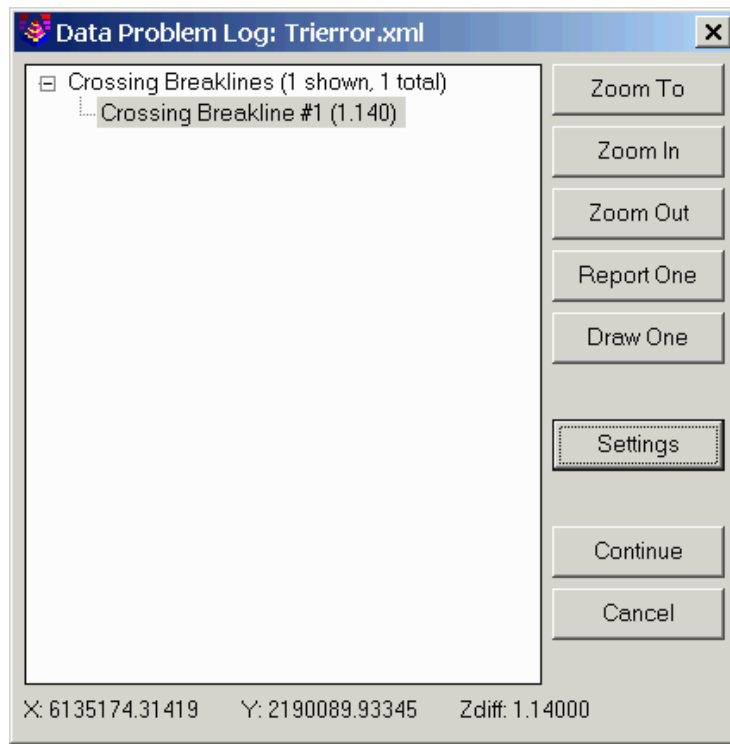 Data Problem Log: Trierror.xml
Crossing Breaklines (1 shown, 1 total)
Crossing Breakline #1 (1.140)
Zoom To
Zoom In
Zoom Out
Report One
Draw One
Settings
Continue
Cancel
X: 6135174.31419 Y: 2190089.93345 Zdiff: 1.14000